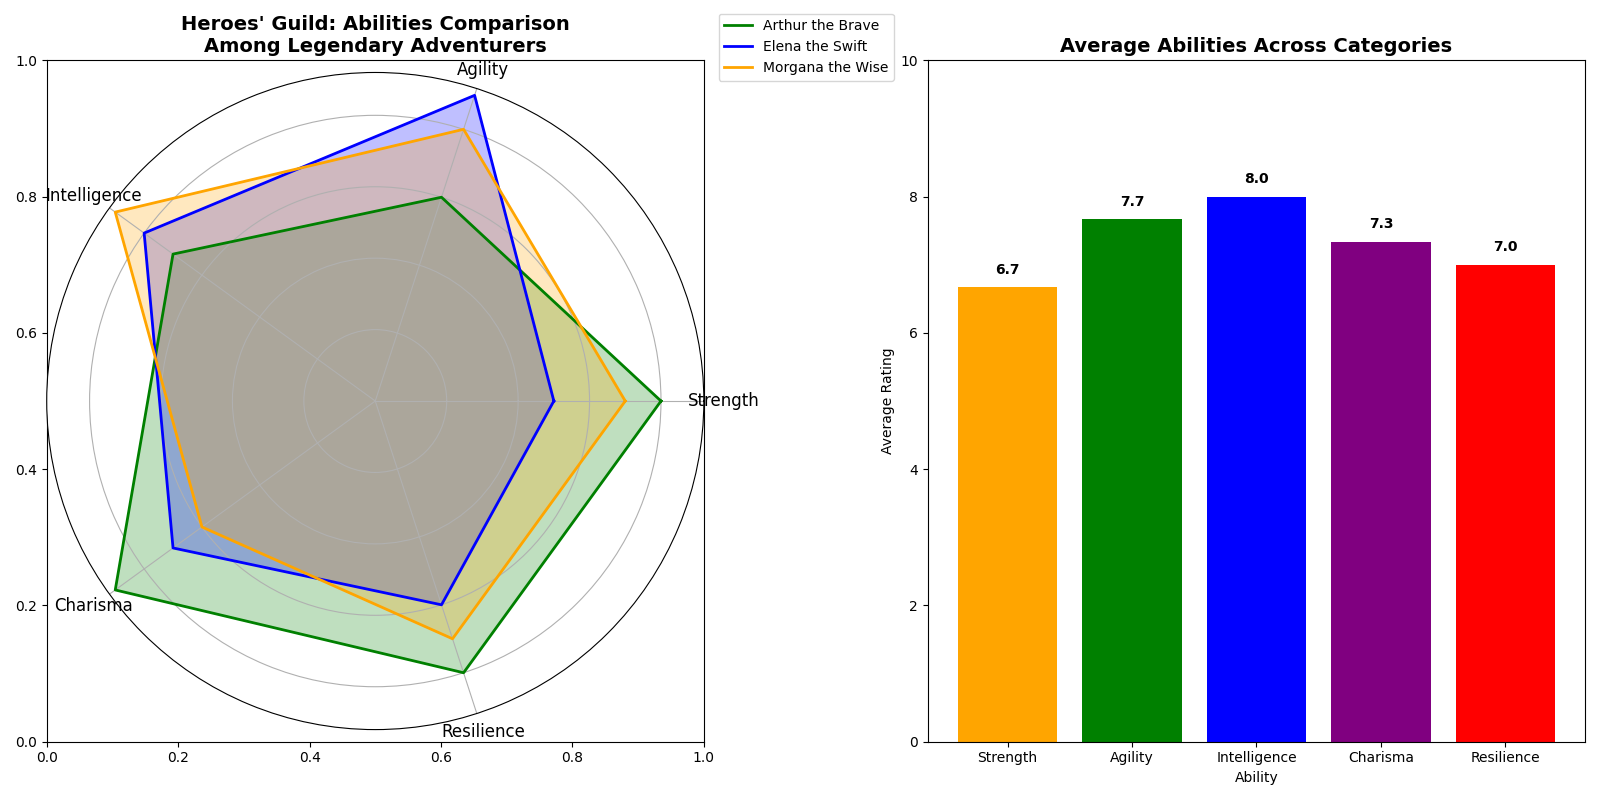 Heroes' Guild: Abilities Comparison
Among Legendary Adventurers
Arthur the Brave
Elena the Swift
Morgana the Wise
1.0
0.8
0.6
0.4
0.2
0.0
0.0 0.2 0.4 0.6 0.8 1.0
Agility
Intelligence
Strength
Charisma
Resilience
Average Abilities Across Categories
Average Rating
10
8
6
4
2
0
6.7
7.7
8.0
7.3
7.0
Strength Agility Intelligence Charisma Resilience
Ability